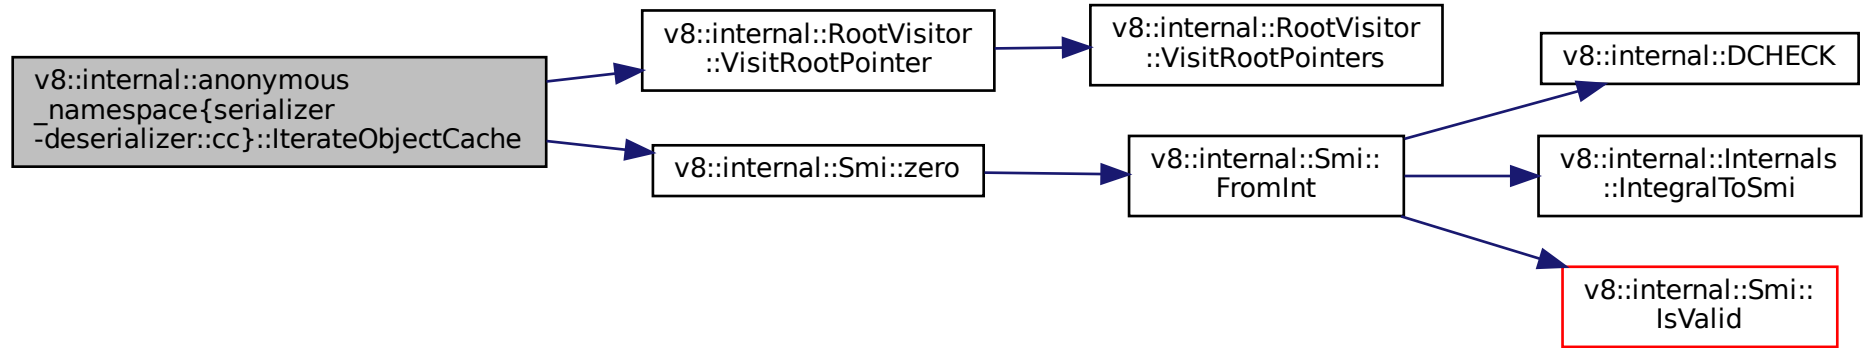 v8::internal::anonymous
_namespace{serializer
-deserializer::cc}::IterateObjectCache
v8::internal::RootVisitor
::VisitRootPointer
v8::internal::RootVisitor
::VisitRootPointers
v8::internal::Smi::zero
v8::internal::Smi::
FromInt
v8::internal::DCHECK
v8::internal::Internals
::IntegralToSmi
v8::internal::Smi::
IsValid